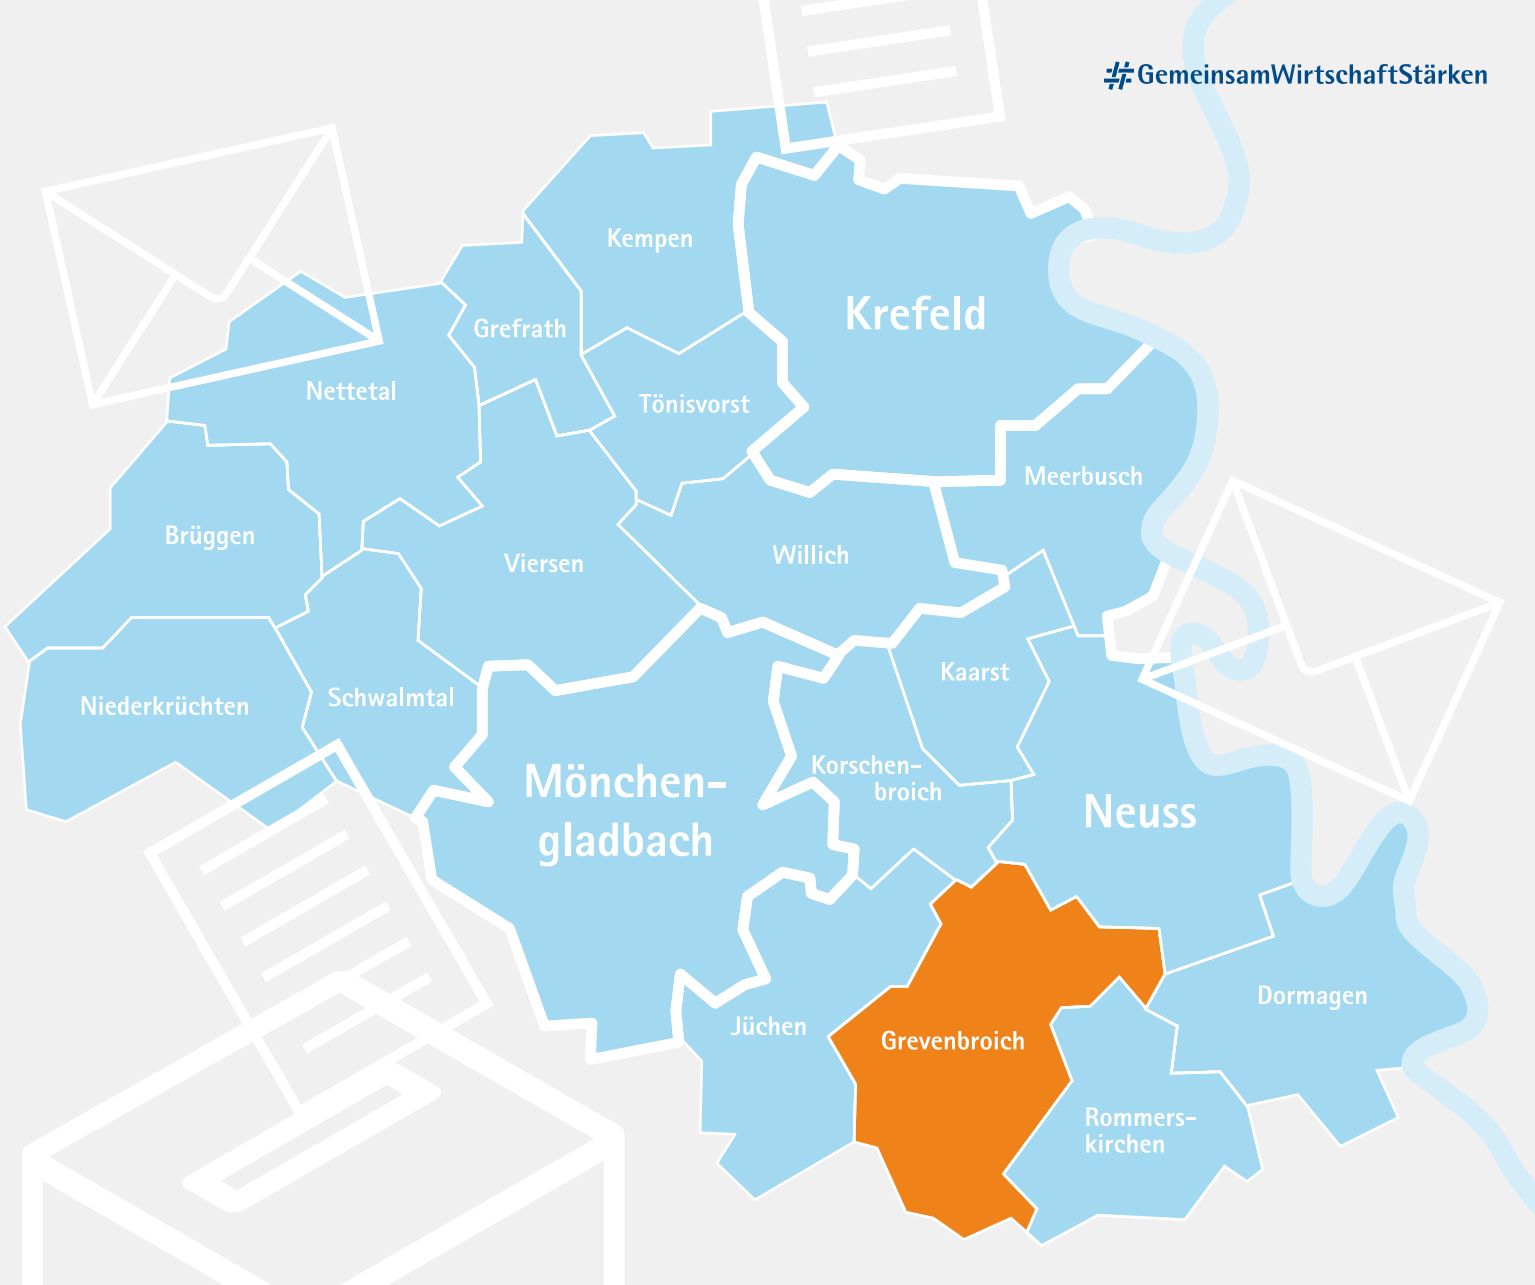 #GemeinsamWirtschaftStärken
Kempen
Krefeld
Grefrath
Nettetal
Tönisvorst
Meerbusch
Brüggen
Willich
Viersen
Kaarst
Schwalmtal
Niederkrüchten
Korschen-
broich
Mönchen-
gladbach
Neuss
Dormagen
Jüchen
Grevenbroich
Rommers-
kirchen